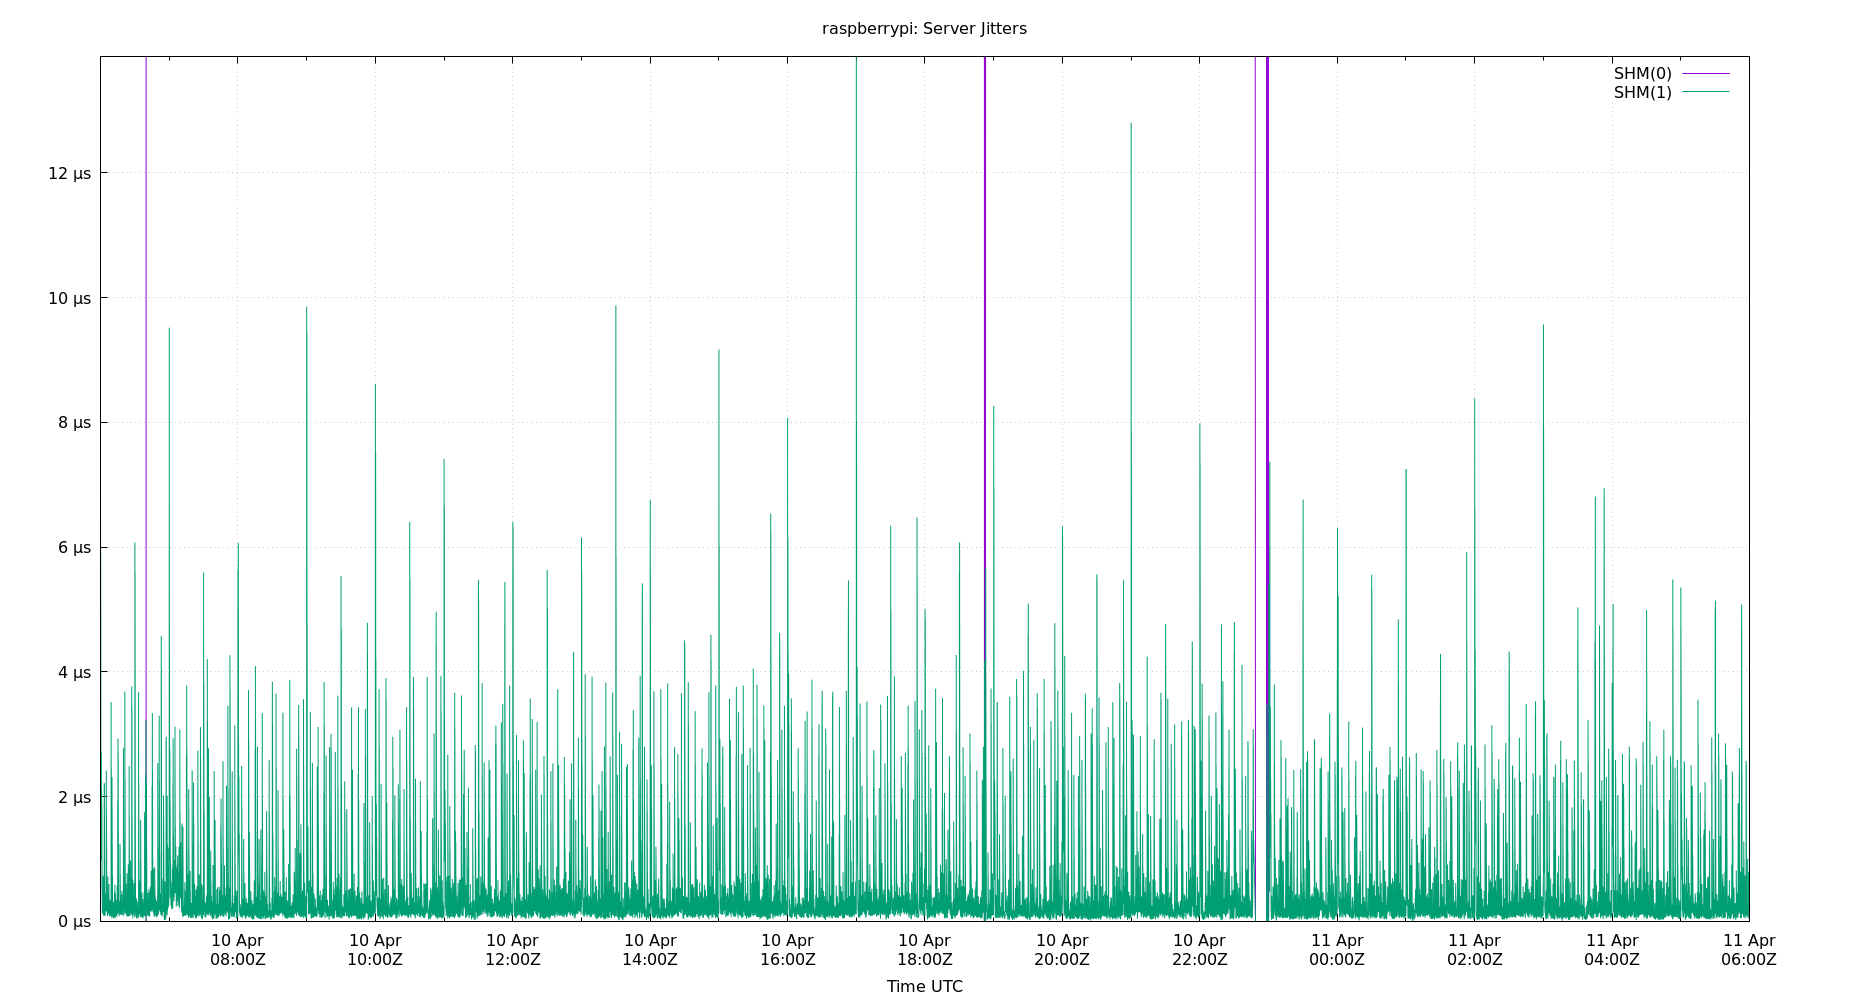 raspberrypi: Server Jitters
SHM(0)
SHM(1)
12 µs
10 µs
8 µs
6 µs
4 µs
2 µs
0 µs
10 Apr 10 Apr 10 Apr 10 Apr 10 Apr 10 Apr 10 Apr 10 Apr 11 Apr 11 Apr 11 Apr 11 Apr
08:00Z 10:00Z 12:00Z 14:00Z 16:00Z 18:00Z 20:00Z 22:00Z 00:00Z 02:00Z 04:00Z 06:00Z
Time UTC